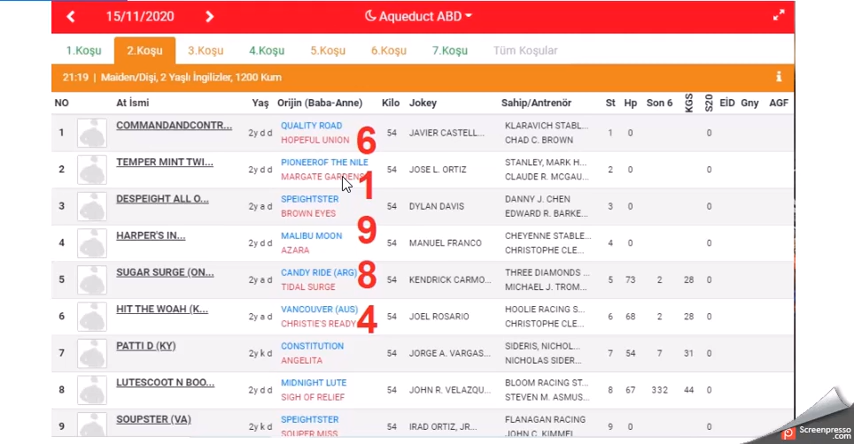 15/11/2020 Aqueduct ABD
1.Koşu 2.Koşu 3.Koşu 4.Koşu 5.Koşu 6.Koşu 7.Koşu Tüm Koşular
21:19 | Maiden/Dişi, 2 Yaşlı İngilizler, 1200 Kum
NO At İsmi Yaş Orijin (Baba-Anne) Kilo Jokey Sahip/Antrenör St Hp Son 6 KGS S20 EİD Gny AGF
1 COMMANDANDCONTR... 2y d d QUALITY ROAD 54 JAVIER CASTELL... KLARAVICH STABL... 1 0 0
HOPEFUL UNION CHAD C. BROWN
6
2 TEMPER MINT TWI... 2y d d PIONEEROF THE NILE 54 JOSE L. ORTIZ STANLEY, MARK H... 2 0 0
MARGATE GARDENS CLAUDE R. MCGAU...
1
3 DESPEIGHT ALL O... 2y a d SPEIGHTSTER 54 DYLAN DAVIS DANNY J. CHEN 3 0 0
BROWN EYES EDWARD R. BARKE...
9
4 HARPER'S IN... 2y d d MALIBU MOON 54 MANUEL FRANCO CHEYENNE STABLE... 4 0 0
AZARA CHRISTOPHE CLE...
8
5 SUGAR SURGE (ON... 2y a d CANDY RIDE (ARG) 54 KENDRICK CARMO... THREE DIAMONDS ... 5 73 2 28 0
TIDAL SURGE MICHAEL J. TROM...
4
6 HIT THE WOAH (K... 2y a d VANCOUVER (AUS) 54 JOEL ROSARIO HOOLIE RACING S... 6 68 2 28 0
CHRISTIE'S READY CHRISTOPHE CLE...
7 PATTI D (KY) 2y k d CONSTITUTION 54 JORGE A. VARGAS... SIDERIS, NICHOL... 7 54 7 31 0
ANGELITA NICHOLAS SIDER...
8 LUTESCOOT N BOO... 2y d d MIDNIGHT LUTE 54 JOHN R. VELAZQU... BLOOM RACING ST... 8 67 332 44 0
SIGH OF RELIEF STEVEN M. ASMUS...
9 SOUPSTER (VA) 2y k d SPEIGHTSTER 54 IRAD ORTIZ, JR... FLANAGAN RACING 9 0 0
SOUPER MISS JOHN C. KIMMEL
Screenpresso
.com